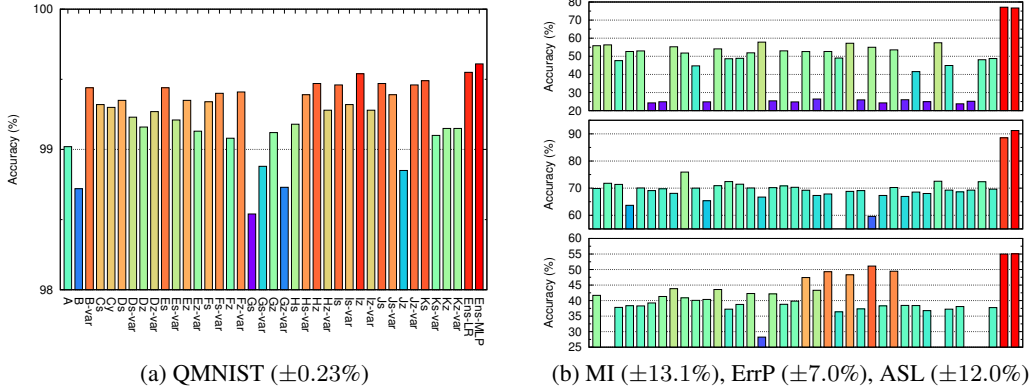 100
99
98
Accuracy (%)
A
B
B-var
Cs
Cy
Ds
Ds-var
Dz
Dz-var
Es
Es-var
Ez
Ez-var
Fs
Fs-var
Fz
Fz-var
Gs
Gs-var
Gz
Gz-var
Hs
Hs-var
Hz
Hz-var
Is
Is-var
Iz
Iz-var
Js
Js-var
Jz
Jz-var
Ks
Ks-var
Kz
Kz-var
Ens-LR
Ens-MLP
(a) QMNIST (±0.23%)
80
70
60
50
40
30
20
Accuracy (%)
90
80
70
60
Accuracy (%)
60
55
50
45
40
35
30
25
Accuracy (%)
(b) MI (±13.1%), ErrP (±7.0%), ASL (±12.0%)